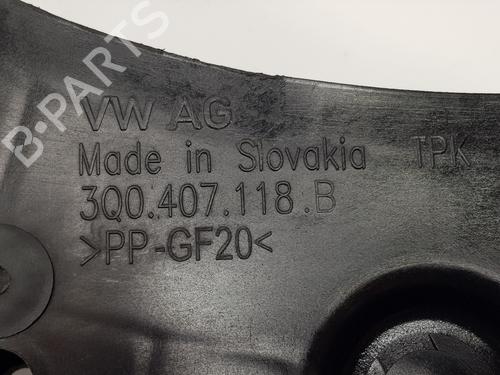 B-PARTS
VW AG
Made in Slovakia TPK
3Q0.407.118.B
>PP-GF20<